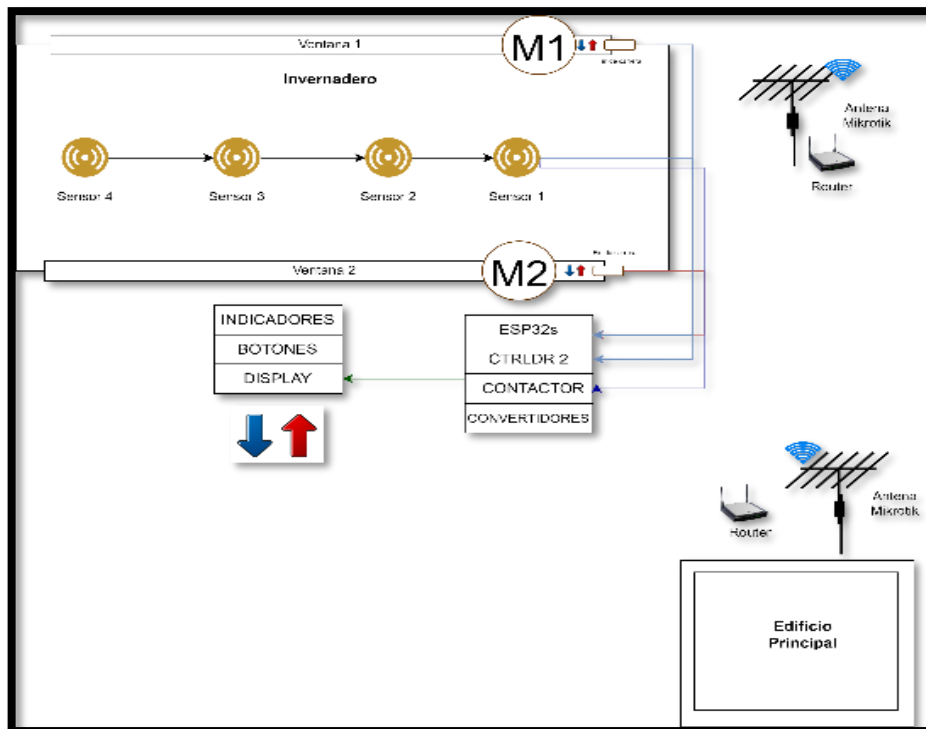 Ventana 1
M1
Invernadero
Sensor 4
Sensor 3
Sensor 2
Sensor 1
Antena
Mikrotik
Router
Ventana 2
M2
INDICADORES
BOTONES
DISPLAY
ESP32s
CTRLDR 2
CONTACTOR
CONVERTIDORES
Antena
Mikrotik
Router
Edificio
Principal